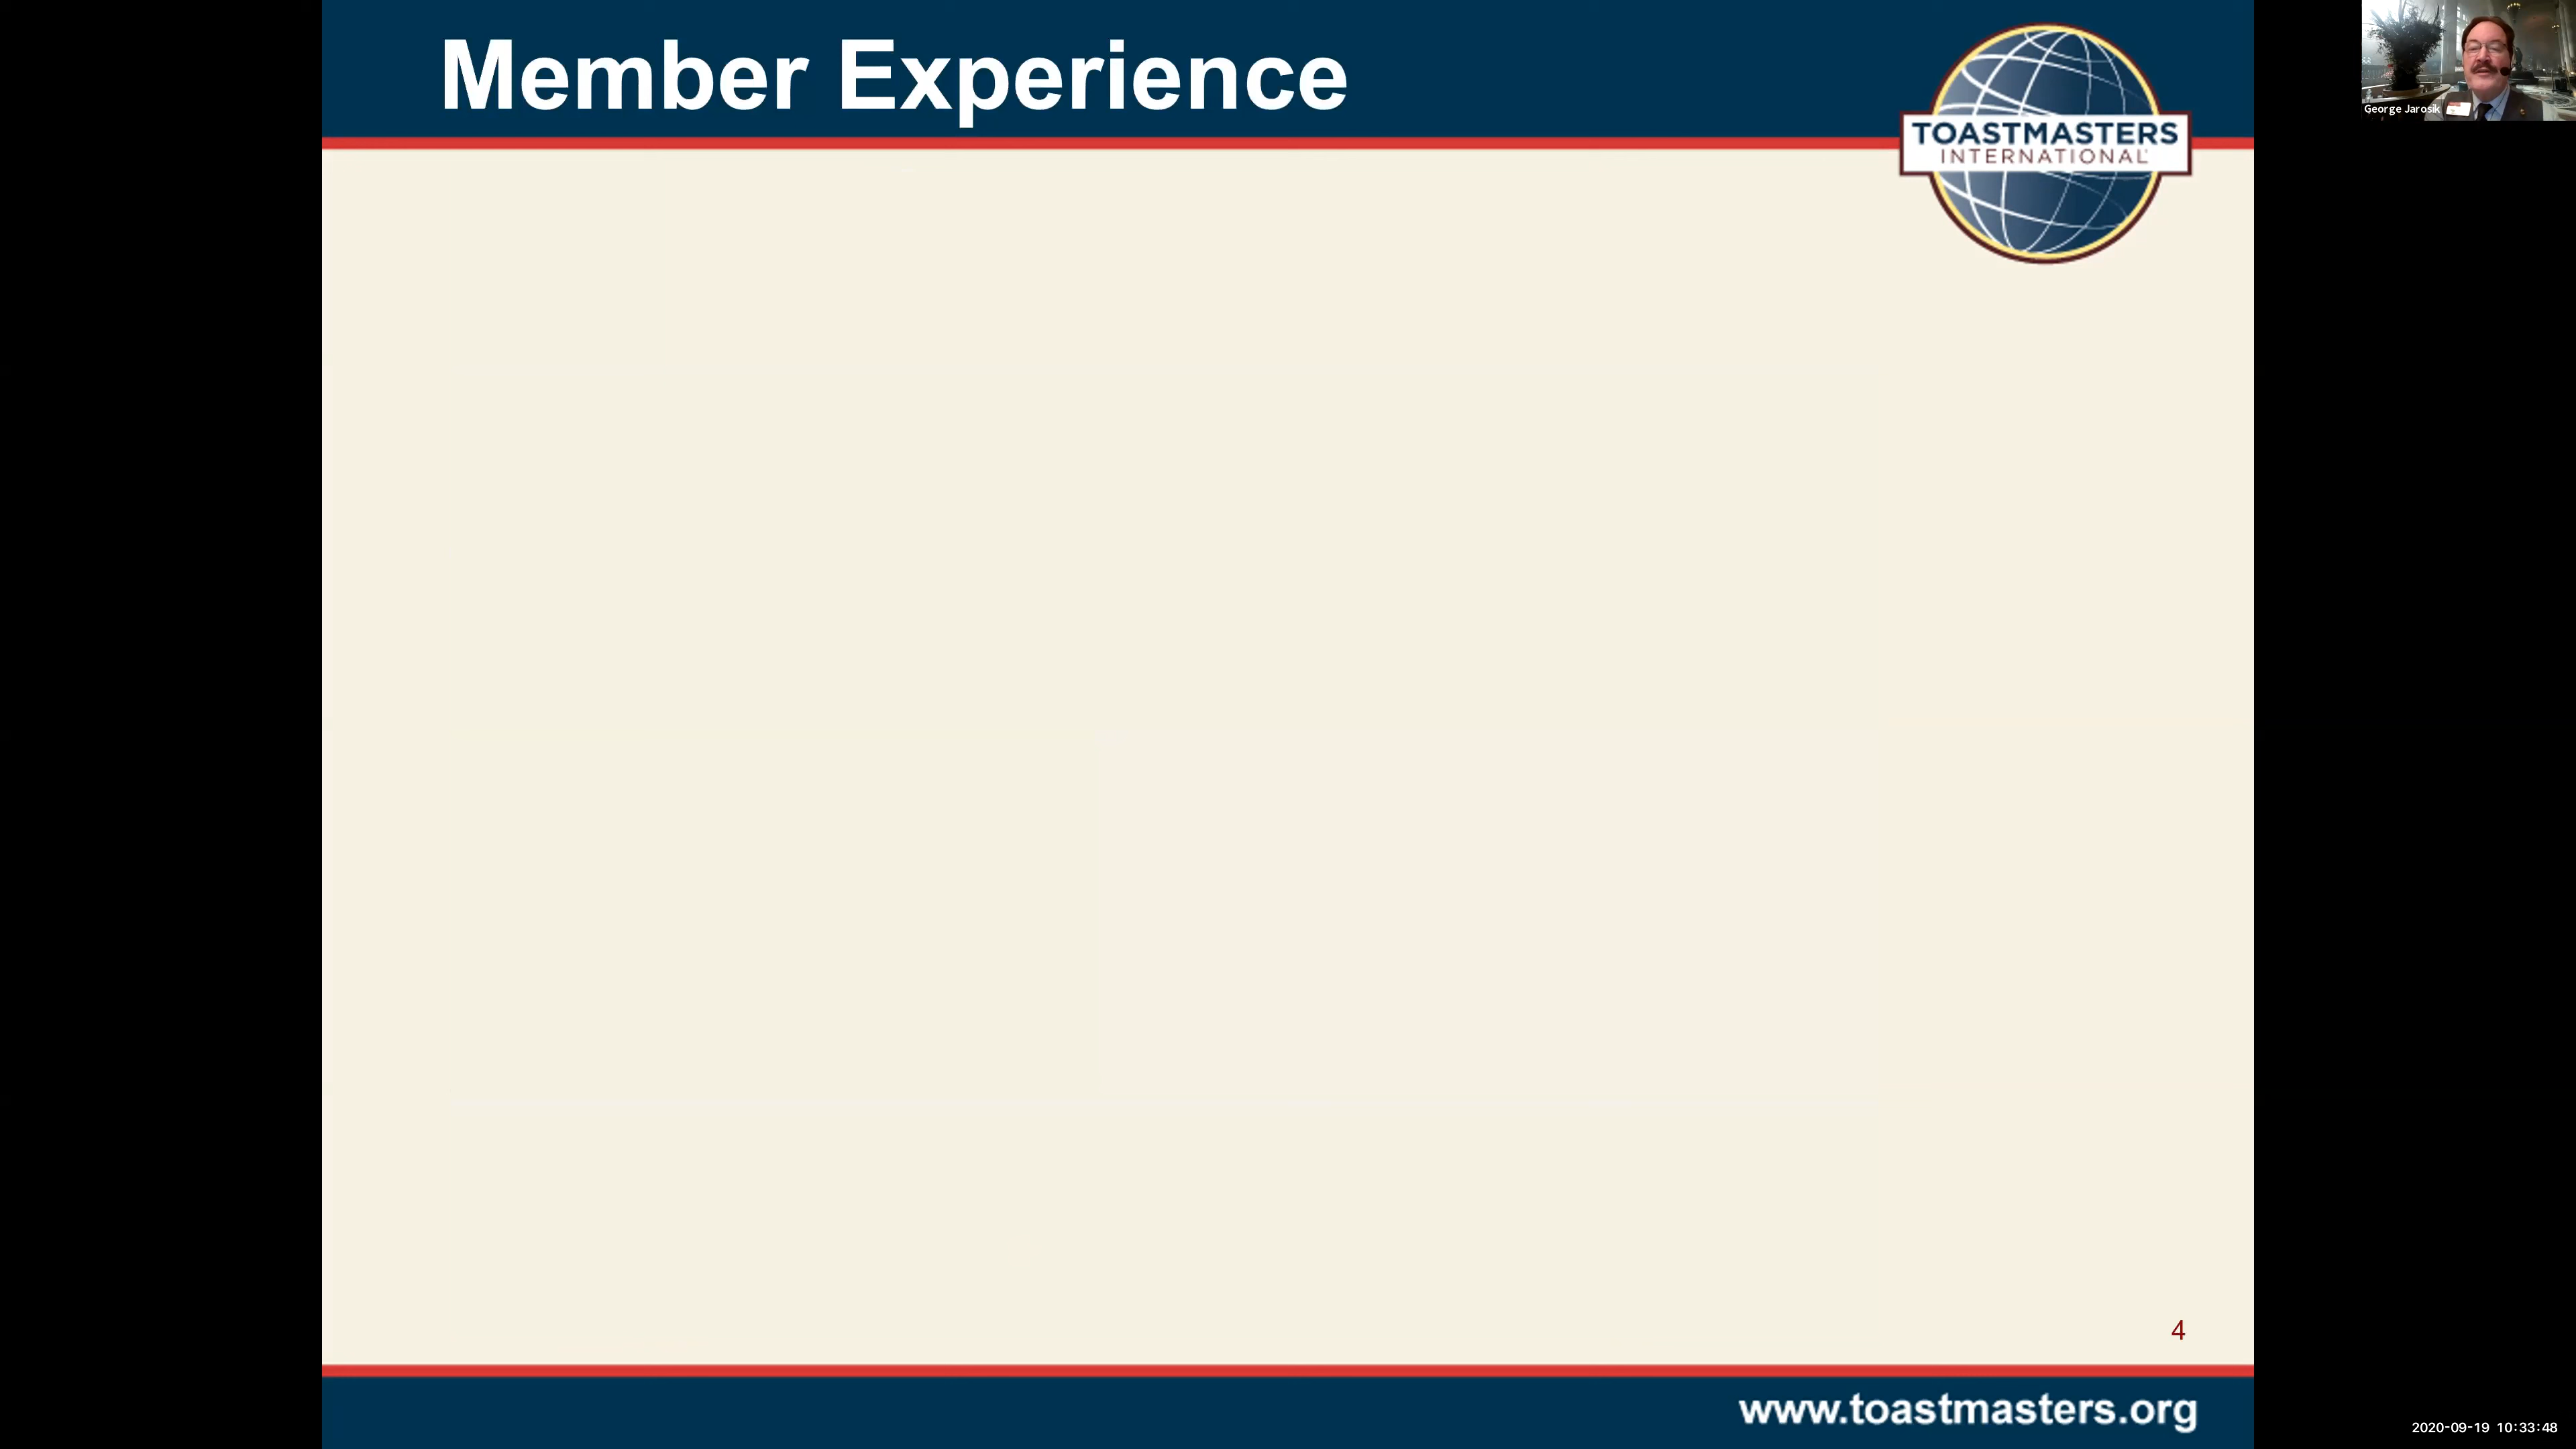 Member Experience
TOASTMASTERS
INTERNATIONAL
George Jarosik
4
www.toastmasters.org
2020-09-19 10:33:48